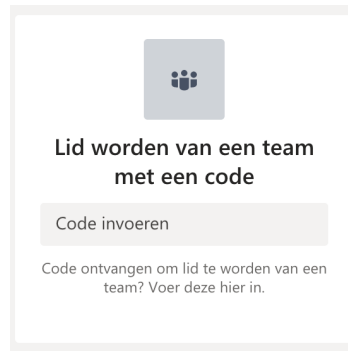 Lid worden van een team
met een code
Code invoeren
Code ontvangen om lid te worden van een
team? Voer deze hier in.